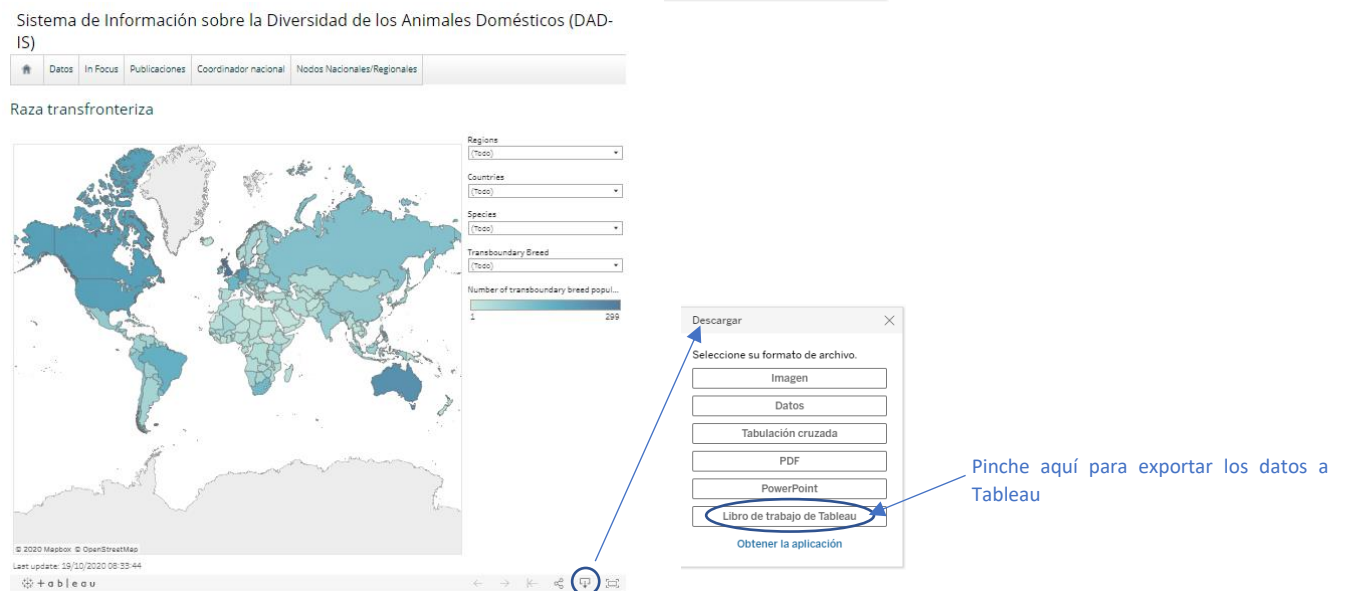 Sistema de Información sobre la Diversidad de los Animales Domésticos (DAD-
IS)
Datos
In Focus
Publicaciones
Coordinador nacional
Nodos Nacionales/Regionales
Raza transfronteriza
Regions
(Todo)
Countries
(Todo)
Species
(Todo)
Transboundary Breed
(Todo)
Number of transboundary breed popul...
1 299
© 2020 Mapbox © OpenStreetMap
Last update: 19/10/2020 08:33:44
+ a b | e a u
Descargar
Seleccione su formato de archivo.
Imagen
Datos
Tabulación cruzada
PDF
PowerPoint
Libro de trabajo de Tableau
Obtener la aplicación
Pinche aquí para exportar los datos a
Tableau